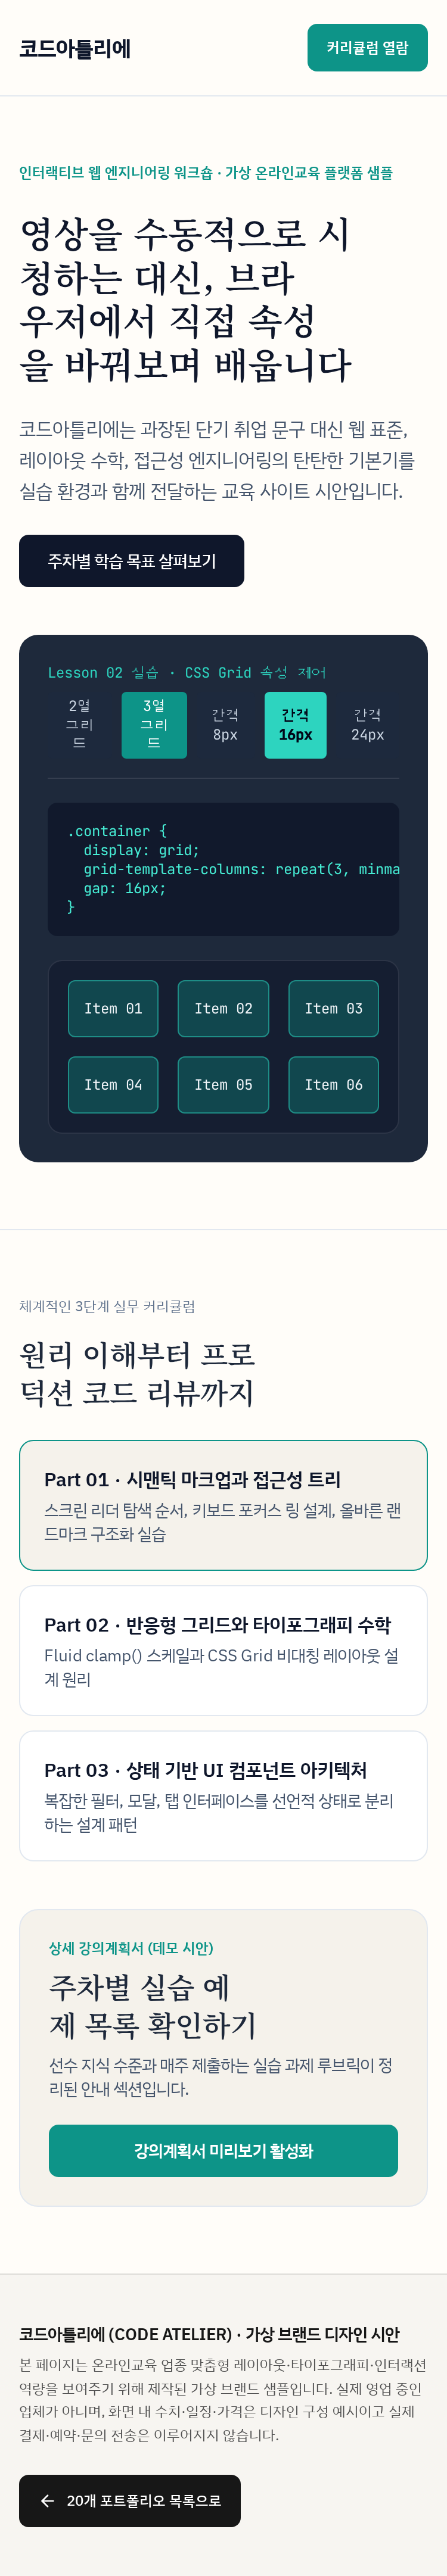 코드아틀리에
커리큘럼 열람
인터랙티브 웹 엔지니어링 워크숍 · 가상 온라인교육 플랫폼 샘플
영상을 수동적으로 시
청하는 대신, 브라
우저에서 직접 속성
을 바꿔보며 배웁니다
코드아틀리에는 과장된 단기 취업 문구 대신 웹 표준,
레이아웃 수학, 접근성 엔지니어링의 탄탄한 기본기를
실습 환경과 함께 전달하는 교육 사이트 시안입니다.
주차별 학습 목표 살펴보기
Lesson 02 실습 · CSS Grid 속성 제어
2열
그리
드
3열
그리
드
간격
8px
간격
16px
간격
24px
.container {
  display: grid;
  grid-template-columns: repeat(3, minma
  gap: 16px;
}
Item 01
Item 02
Item 03
Item 04
Item 05
Item 06
체계적인 3단계 실무 커리큘럼
원리 이해부터 프로
덕션 코드 리뷰까지
Part 01 · 시맨틱 마크업과 접근성 트리
스크린 리더 탐색 순서, 키보드 포커스 링 설계, 올바른 랜
드마크 구조화 실습
Part 02 · 반응형 그리드와 타이포그래피 수학
Fluid clamp() 스케일과 CSS Grid 비대칭 레이아웃 설
계 원리
Part 03 · 상태 기반 UI 컴포넌트 아키텍처
복잡한 필터, 모달, 탭 인터페이스를 선언적 상태로 분리
하는 설계 패턴
상세 강의계획서 (데모 시안)
주차별 실습 예
제 목록 확인하기
선수 지식 수준과 매주 제출하는 실습 과제 루브릭이 정
리된 안내 섹션입니다.
강의계획서 미리보기 활성화
코드아틀리에 (CODE ATELIER) · 가상 브랜드 디자인 시안
본 페이지는 온라인교육 업종 맞춤형 레이아웃·타이포그래피·인터랙션
역량을 보여주기 위해 제작된 가상 브랜드 샘플입니다. 실제 영업 중인
업체가 아니며, 화면 내 수치·일정·가격은 디자인 구성 예시이고 실제
결제·예약·문의 전송은 이루어지지 않습니다.
← 20개 포트폴리오 목록으로